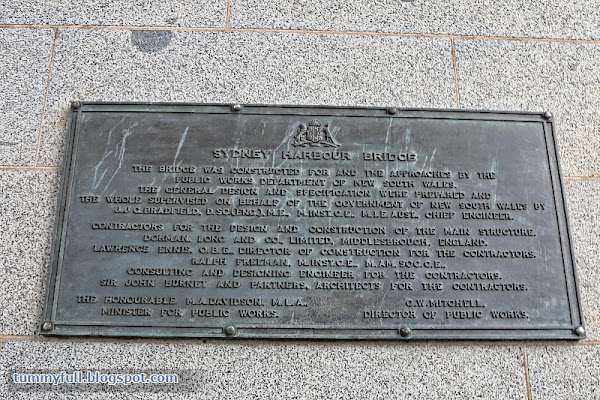 SYDNEY HARBOUR BRIDGE
THE BRIDGE WAS CONSTRUCTED FOR AND THE APPROACHES BY THE
PUBLIC WORKS DEPARTMENT OF NEW SOUTH WALES.
THE GENERAL DESIGN AND SPECIFICATION WERE PREPARED AND
THE WHOLE SUPERVISED ON BEHALF OF THE GOVERNMENT OF NEW SOUTH WALES BY
J.J.C.BRADFIELD, D.SC.(ENG.), M.E., M.INST.C.E., M.I.E.AUST., CHIEF ENGINEER.
CONTRACTORS FOR THE DESIGN AND CONSTRUCTION OF THE MAIN STRUCTURE,
DORMAN, LONG AND CO., LIMITED, MIDDLESBROUGH, ENGLAND.
LAWRENCE ENNIS, O.B.E., DIRECTOR OF CONSTRUCTION FOR THE CONTRACTORS.
RALPH FREEMAN, M.INST.C.E., M.AM.SOC.C.E.,
CONSULTING AND DESIGNING ENGINEER FOR THE CONTRACTORS.
SIR JOHN BURNET AND PARTNERS, ARCHITECTS FOR THE CONTRACTORS.
THE HONOURABLE M.A.DAVIDSON, M.L.A.,
MINISTER FOR PUBLIC WORKS.
C.W.MITCHELL,
DIRECTOR OF PUBLIC WORKS.
tummyfull.blogspot.com